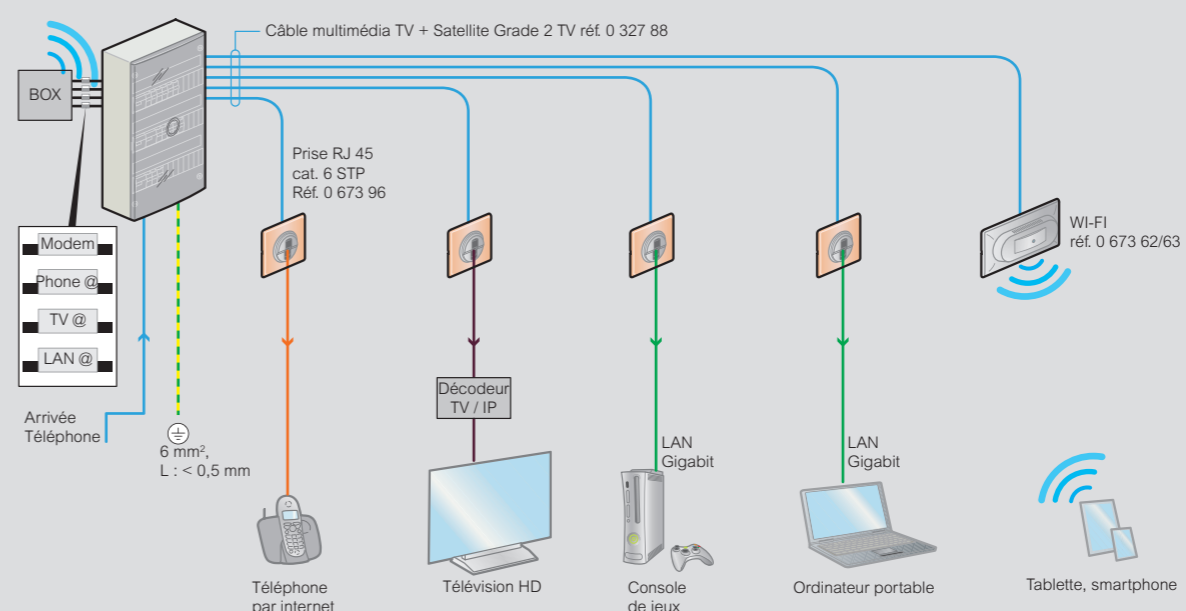 Câble multimédia TV + Satellite Grade 2 TV réf. 0 327 88
BOX
Prise RJ 45
cat. 6 STP
Réf. 0 673 96
WI-FI
réf. 0 673 62/63
Modem
Phone @
TV @
LAN @
Arrivée
Téléphone
6 mm²,
L : < 0,5 mm
Décodeur
TV / IP
LAN
Gigabit
LAN
Gigabit
Téléphone
par internet
Télévision HD
Console
de jeux
Ordinateur portable
Tablette, smartphone